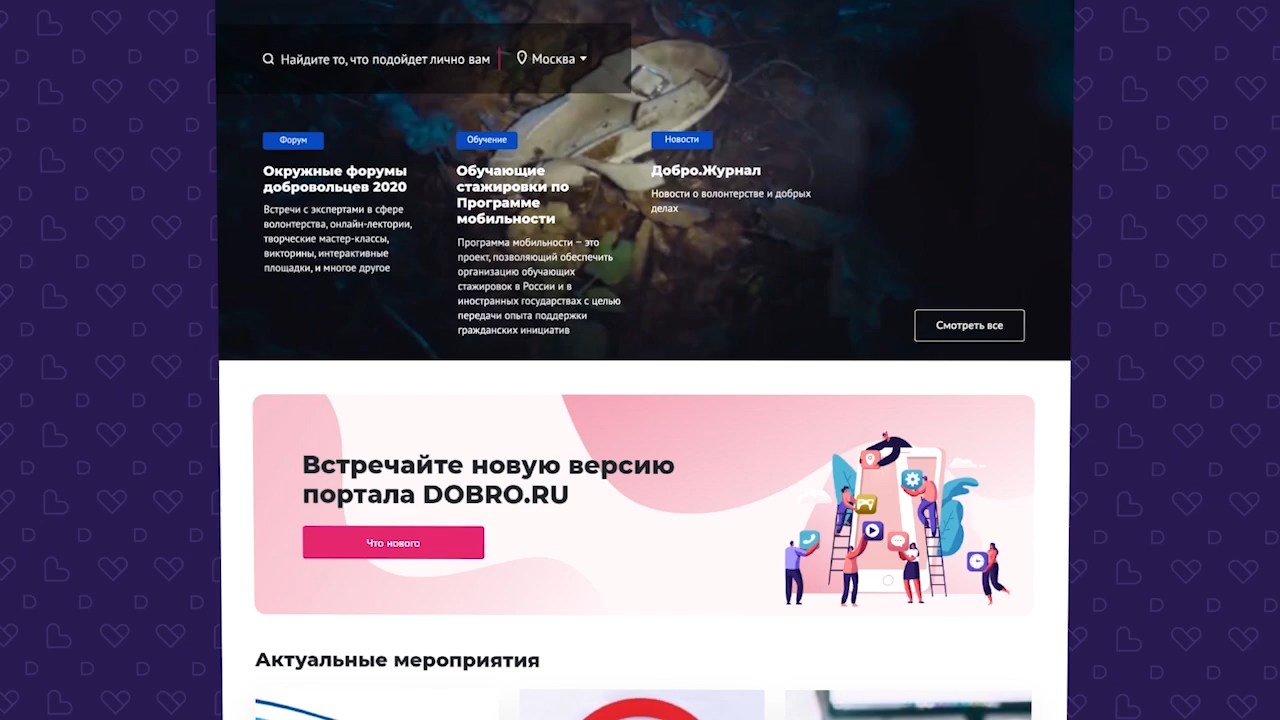 Найдите то, что подойдет лично вам
Москва
Форум
Окружные форумы
добровольцев 2020
Встречи с экспертами в сфере
волонтерства, онлайн-лектории,
творческие мастер-классы,
викторины, интерактивные
площадки, и многое другое
Обучение
Обучающие
стажировки по
Программе
мобильности
Программа мобильности – это
проект, позволяющий обеспечить
организацию обучающих
стажировок в России и в
иностранных государствах с целью
передачи опыта поддержки
гражданских инициатив
Новости
Добро.Журнал
Новости о волонтерстве и добрых
делах
Смотреть все
Встречайте новую версию
портала DOBRO.RU
Что нового
Актуальные мероприятия